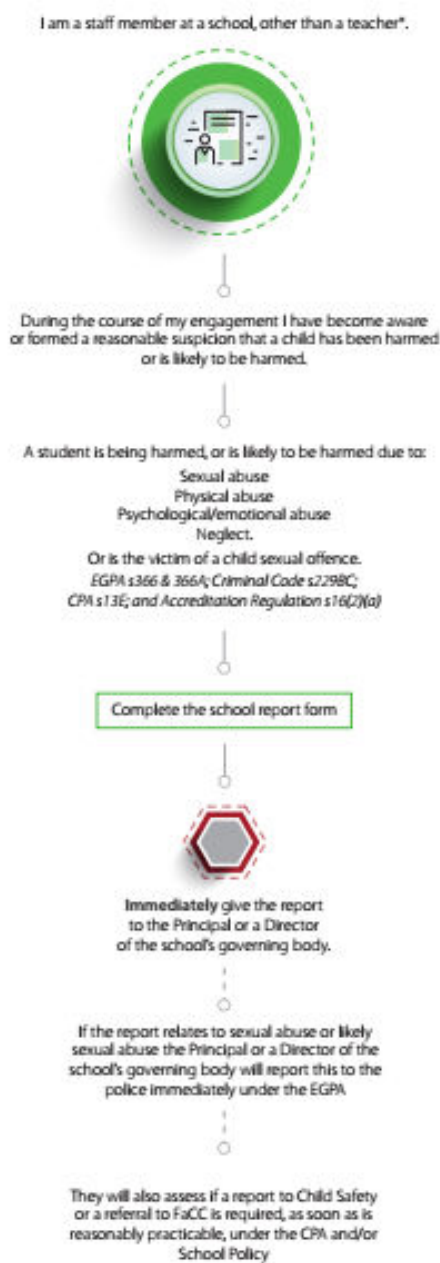 I am a staff member at a school, other than a teacher*.
During the course of my engagement I have become aware
or formed a reasonable suspicion that a child has been harmed
or is likely to be harmed.
A student is being harmed, or is likely to be harmed due to:
Sexual abuse
Physical abuse
Psychological/emotional abuse
Neglect.
Or is the victim of a child sexual offence.
EGPA s366 & 366A; Criminal Code s229BC;
CPA s13E; and Accreditation Regulation s16(2)(a)
Complete the school report form
Immediately give the report
to the Principal or a Director
of the school's governing body.
If the report relates to sexual abuse or likely
sexual abuse the Principal or a Director of the
school's governing body will report this to the
police immediately under the EGPA
They will also assess if a report to Child Safety
or a referral to FaCC is required, as soon as is
reasonably practicable, under the CPA and/or
School Policy